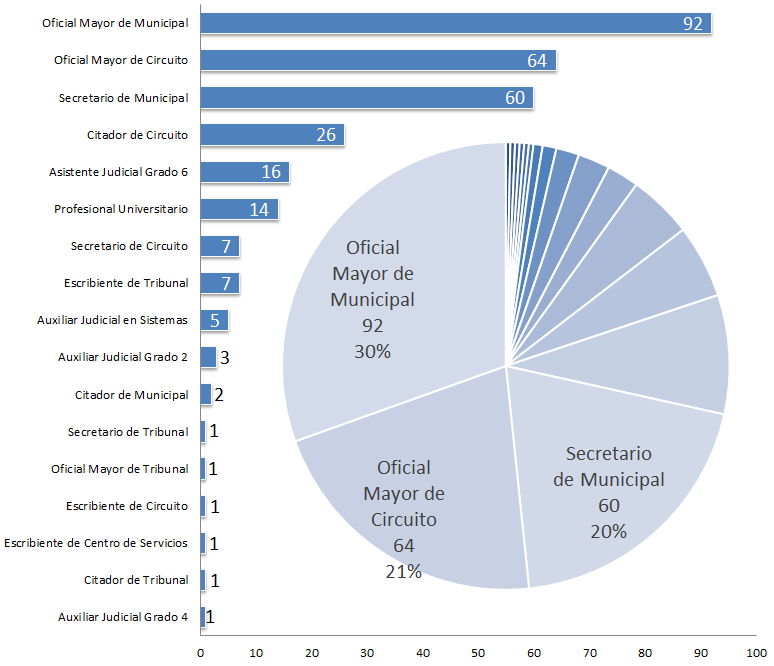 Oficial Mayor de Municipal
92
Oficial Mayor de Circuito
64
Secretario de Municipal
60
Citador de Circuito
26
Asistente Judicial Grado 6
16
Profesional Universitario
14
Secretario de Circuito
7
Escribiente de Tribunal
7
Auxiliar Judicial en Sistemas
5
Auxiliar Judicial Grado 2
3
Citador de Municipal
2
Secretario de Tribunal
1
Oficial Mayor de Tribunal
1
Escribiente de Circuito
1
Escribiente de Centro de Servicios
1
Citador de Tribunal
1
Auxiliar Judicial Grado 4
1
0 10 20 30 40 50 60 70 80 90 100
Oficial
Mayor de
Municipal
92
30%
Oficial
Mayor de
Circuito
64
21%
Secretario
de Municipal
60
20%